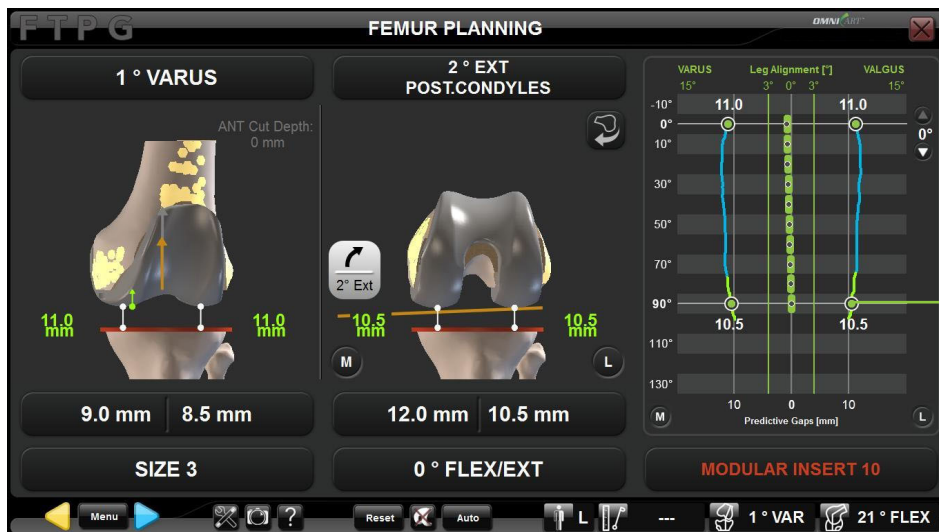 F T P G
FEMUR PLANNING
OMNIBOT
1 ° VARUS
2 ° EXT
POST.CONDYLES
ANT Cut Depth:
0 mm
2° Ext
11.0
mm
11.0
mm
10.5
mm
10.5
mm
M
L
9.0 mm
8.5 mm
12.0 mm
10.5 mm
SIZE 3
0 ° FLEX/EXT
VARUS
Leg Alignment [°]
VALGUS
15°
3°
0°
3°
15°
-10°
11.0
11.0
0°
0°
10°
30°
50°
70°
90°
10.5
10.5
110°
130°
10
0
10
M
Predictive Gaps [mm]
L
MODULAR INSERT 10
Menu
?
Reset
Auto
L
---
1 ° VAR
21 ° FLEX